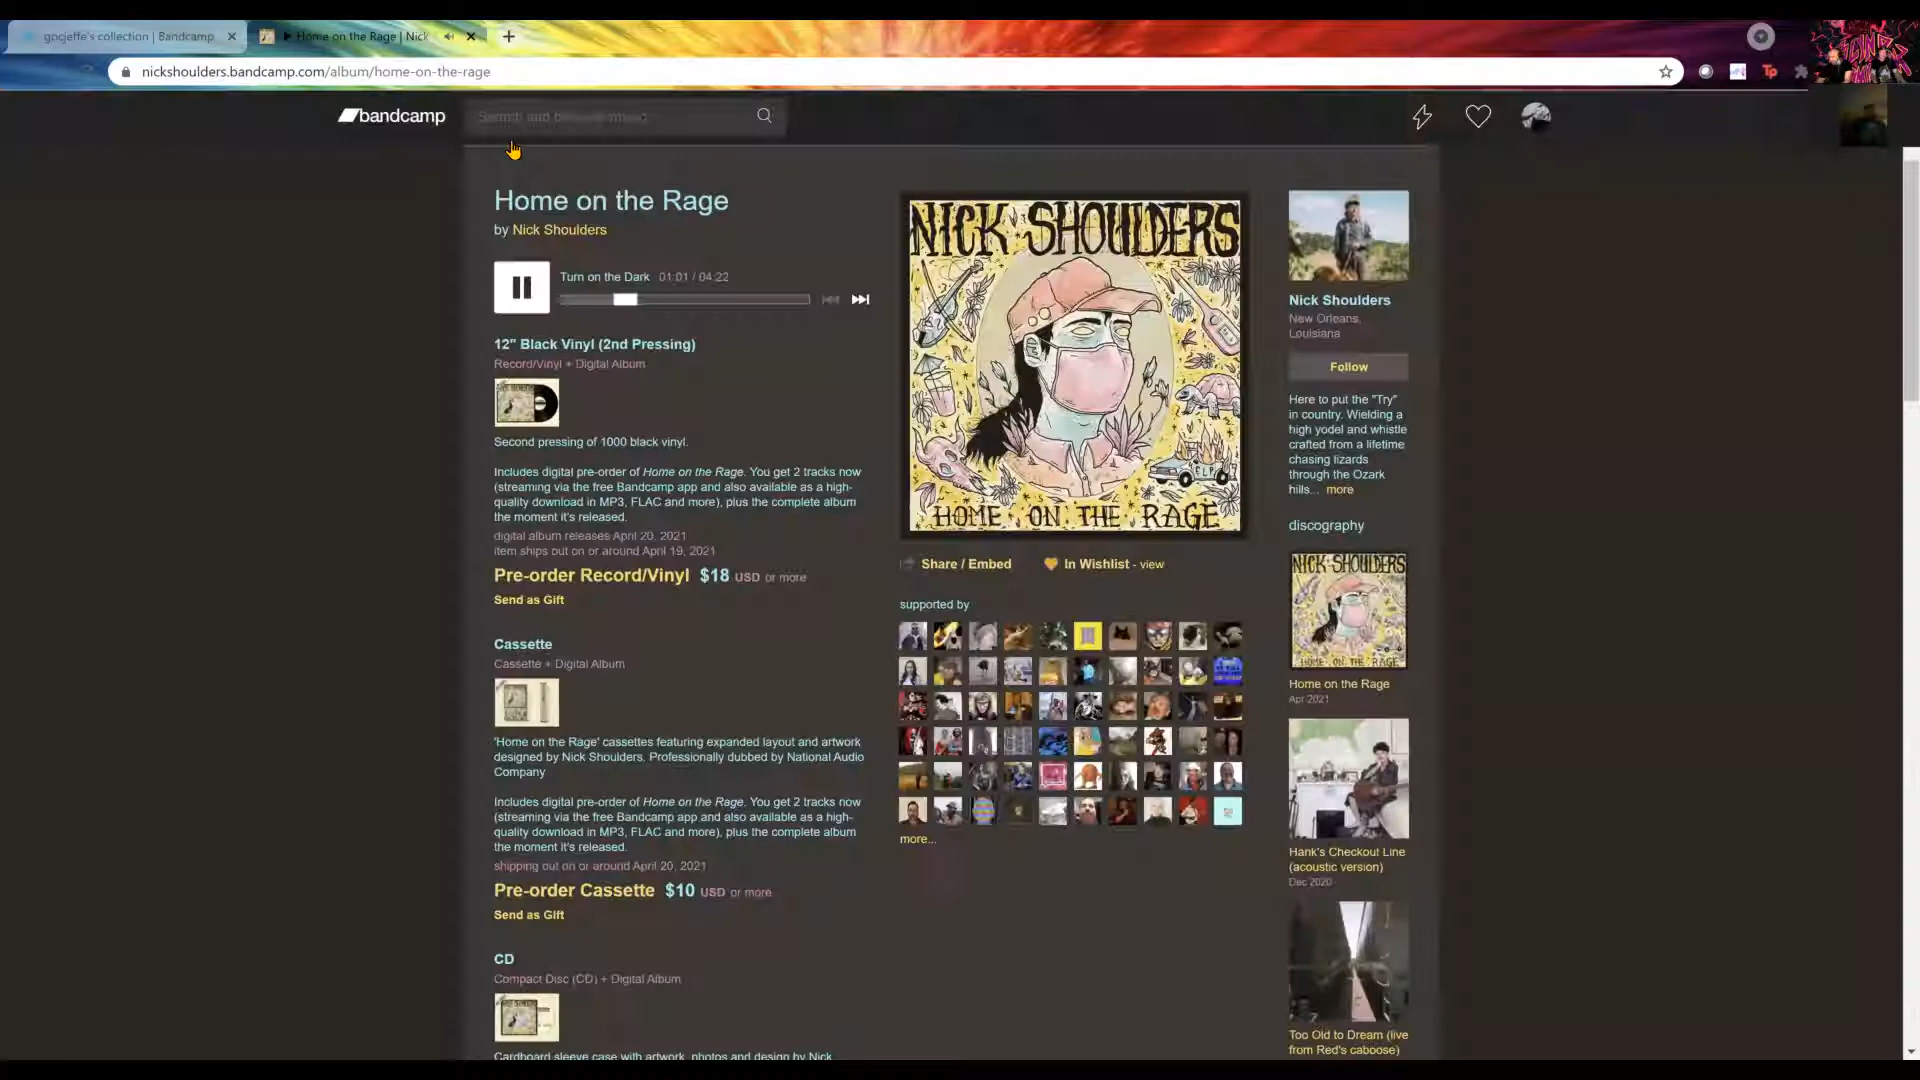 gocjeffe's collection | Bandcamp
Home on the Rage | Nick
nickshoulders.bandcamp.com/album/home-on-the-rage
Tp
bandcamp
Search and
Home on the Rage
by Nick Shoulders
Turn on the Dark 01:01 / 04:22
12" Black Vinyl (2nd Pressing)
Record/Vinyl + Digital Album
Second pressing of 1000 black vinyl.
Includes digital pre-order of Home on the Rage. You get 2 tracks now
(streaming via the free Bandcamp app and also available as a high-
quality download in MP3, FLAC and more), plus the complete album
the moment it's released.
digital album releases April 20, 2021
item ships out on or around April 19, 2021
Pre-order Record/Vinyl $18 USD or more
Send as Gift
Cassette
Cassette + Digital Album
'Home on the Rage' cassettes featuring expanded layout and artwork
designed by Nick Shoulders. Professionally dubbed by National Audio
Company
Includes digital pre-order of Home on the Rage. You get 2 tracks now
(streaming via the free Bandcamp app and also available as a high-
quality download in MP3, FLAC and more), plus the complete album
the moment it's released.
shipping out on or around April 20, 2021
Pre-order Cassette $10 USD or more
Send as Gift
CD
Compact Disc (CD) + Digital Album
Cardboard sleeve case with artwork, photos and design by Nick
NICK SHOULDERS
HOME ON THE RAGE
Share / Embed
In Wishlist - view
supported by
more...
Nick Shoulders
New Orleans,
Louisiana
Follow
Here to put the "Try"
in country. Wielding a
high yodel and whistle
crafted from a lifetime
chasing lizards
through the Ozark
hills... more
discography
NICK SHOULDERS
HOME ON THE RAGE
Home on the Rage
Apr 2021
Hank's Checkout Line
(acoustic version)
Dec 2020
Too Old to Dream (live
from Red's caboose)